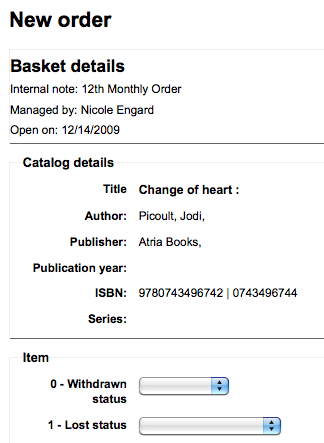 New order
Basket details
Internal note: 12th Monthly Order
Managed by: Nicole Engard
Open on: 12/14/2009
Catalog details
Title Change of heart :
Author: Picoult, Jodi,
Publisher: Atria Books,
Publication year:
ISBN: 9780743496742 | 0743496744
Series:
Item
0 - Withdrawn
status
1 - Lost status